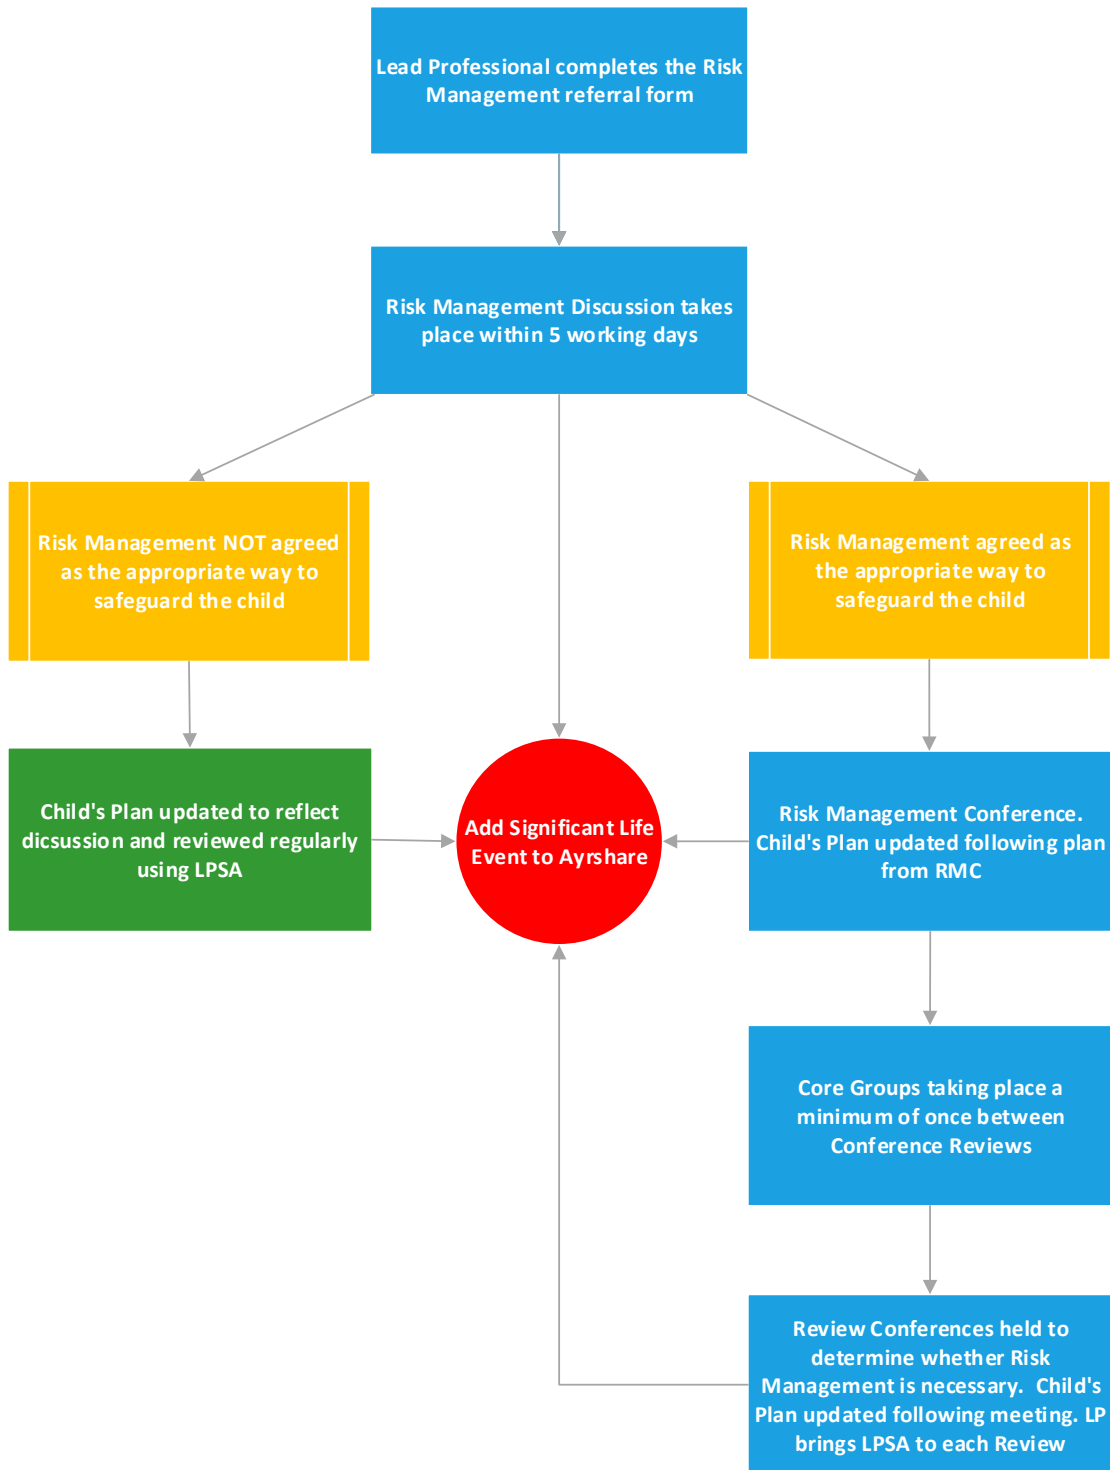 Lead Professional completes the Risk
Management referral form
Risk Management Discussion takes
place within 5 working days
Risk Management NOT agreed
as the appropriate way to
safeguard the child
Risk Management agreed as
the appropriate way to
safeguard the child
Child's Plan updated to reflect
dicsussion and reviewed regularly
using LPSA
Add Significant Life
Event to Ayrshare
Risk Management Conference.
Child's Plan updated following plan
from RMC
Core Groups taking place a
minimum of once between
Conference Reviews
Review Conferences held to
determine whether Risk
Management is necessary.  Child's
Plan updated following meeting. LP
brings LPSA to each Review